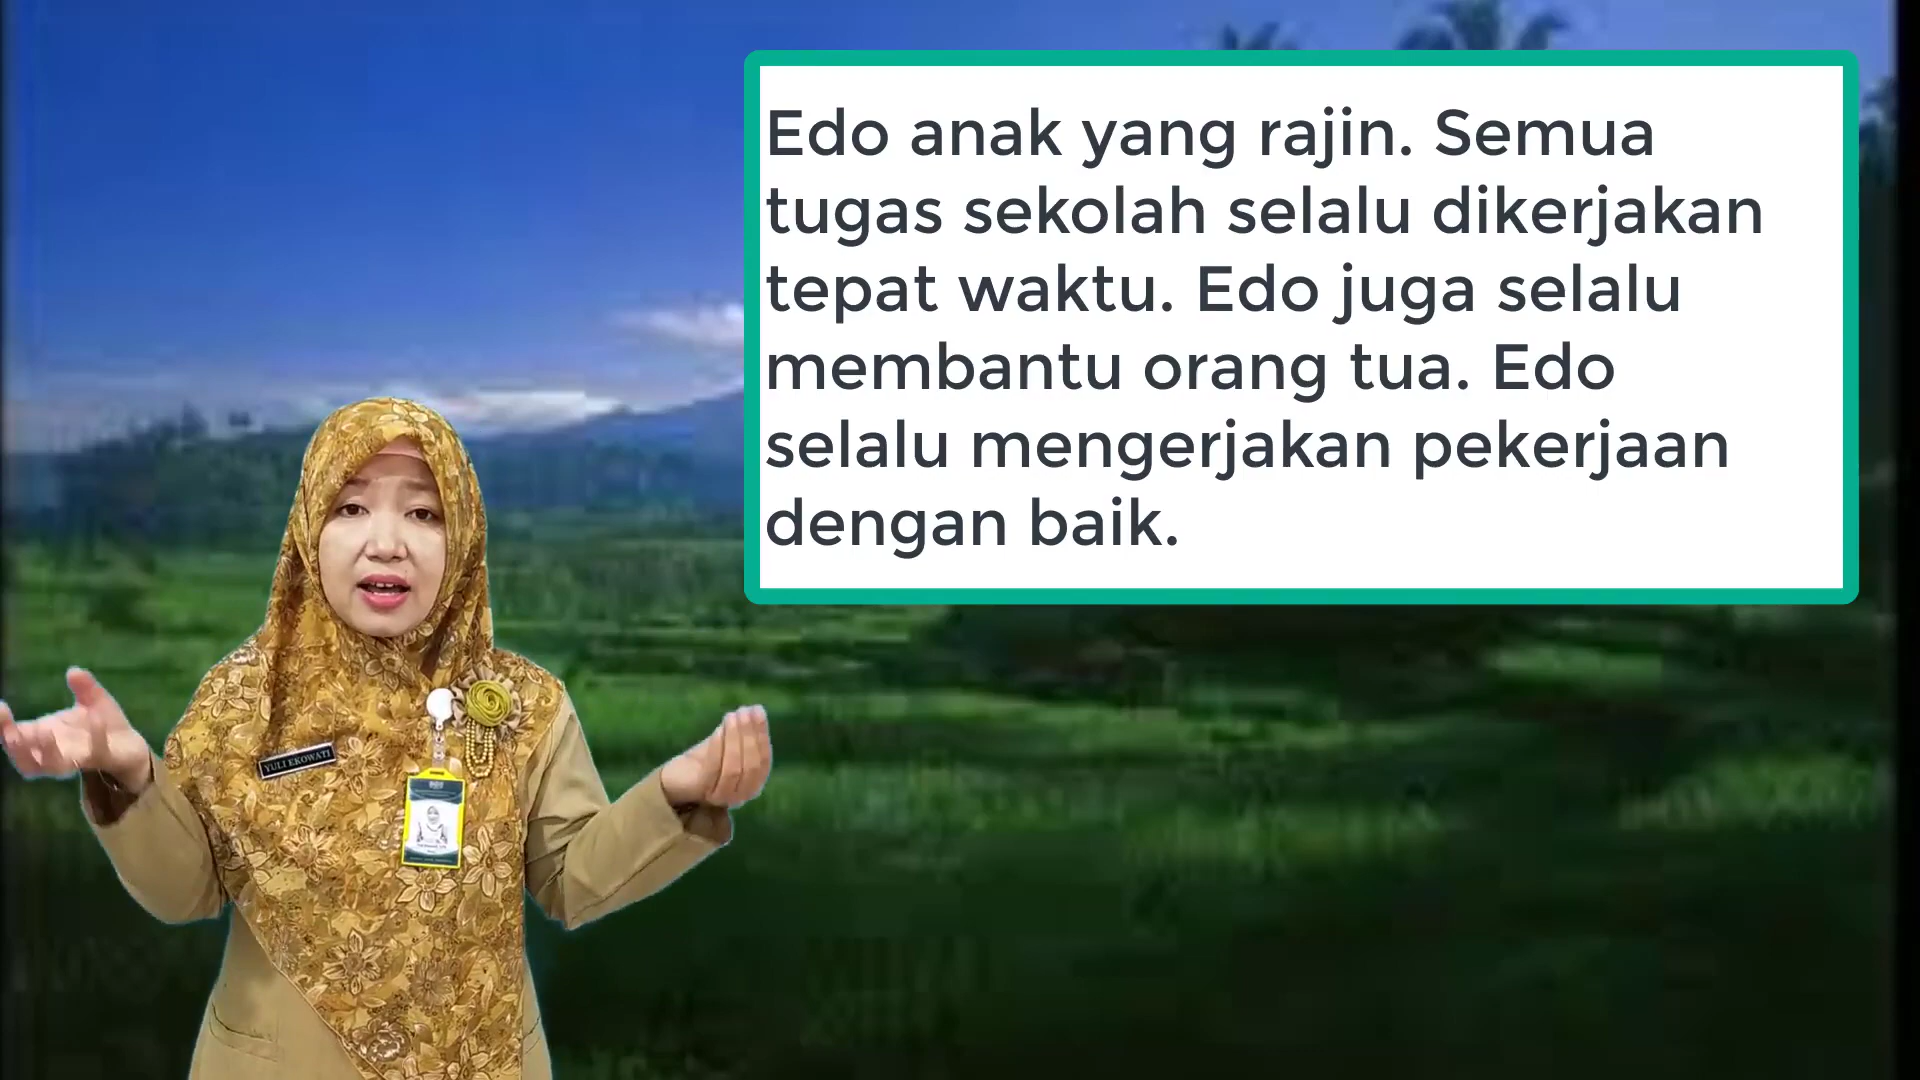 Edo anak yang rajin. Semua
tugas sekolah selalu dikerjakan
tepat waktu. Edo juga selalu
membantu orang tua. Edo
selalu mengerjakan pekerjaan
dengan baik.
YULI EKOWATI